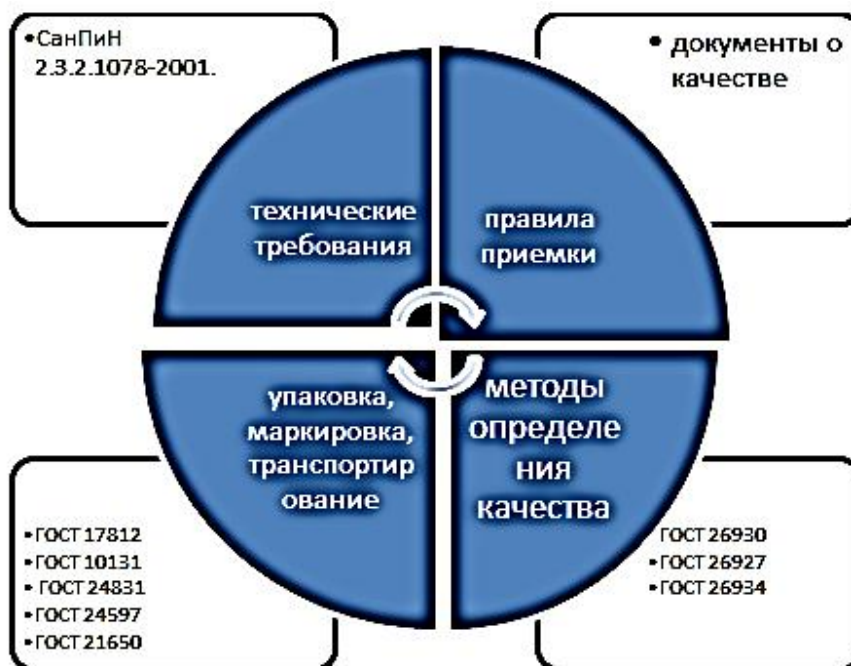 •СанПиН
2.3.2.1078-2001.
• документы о
качестве
технические
требования
правила
приемки
упаковка,
маркировка,
транспортир
ование
методы
определе
ния
качества
•ГОСТ 17812
•ГОСТ 10131
• ГОСТ 24831
•ГОСТ 24597
•ГОСТ 21650
ГОСТ 26930
•ГОСТ 26927
•ГОСТ 26934